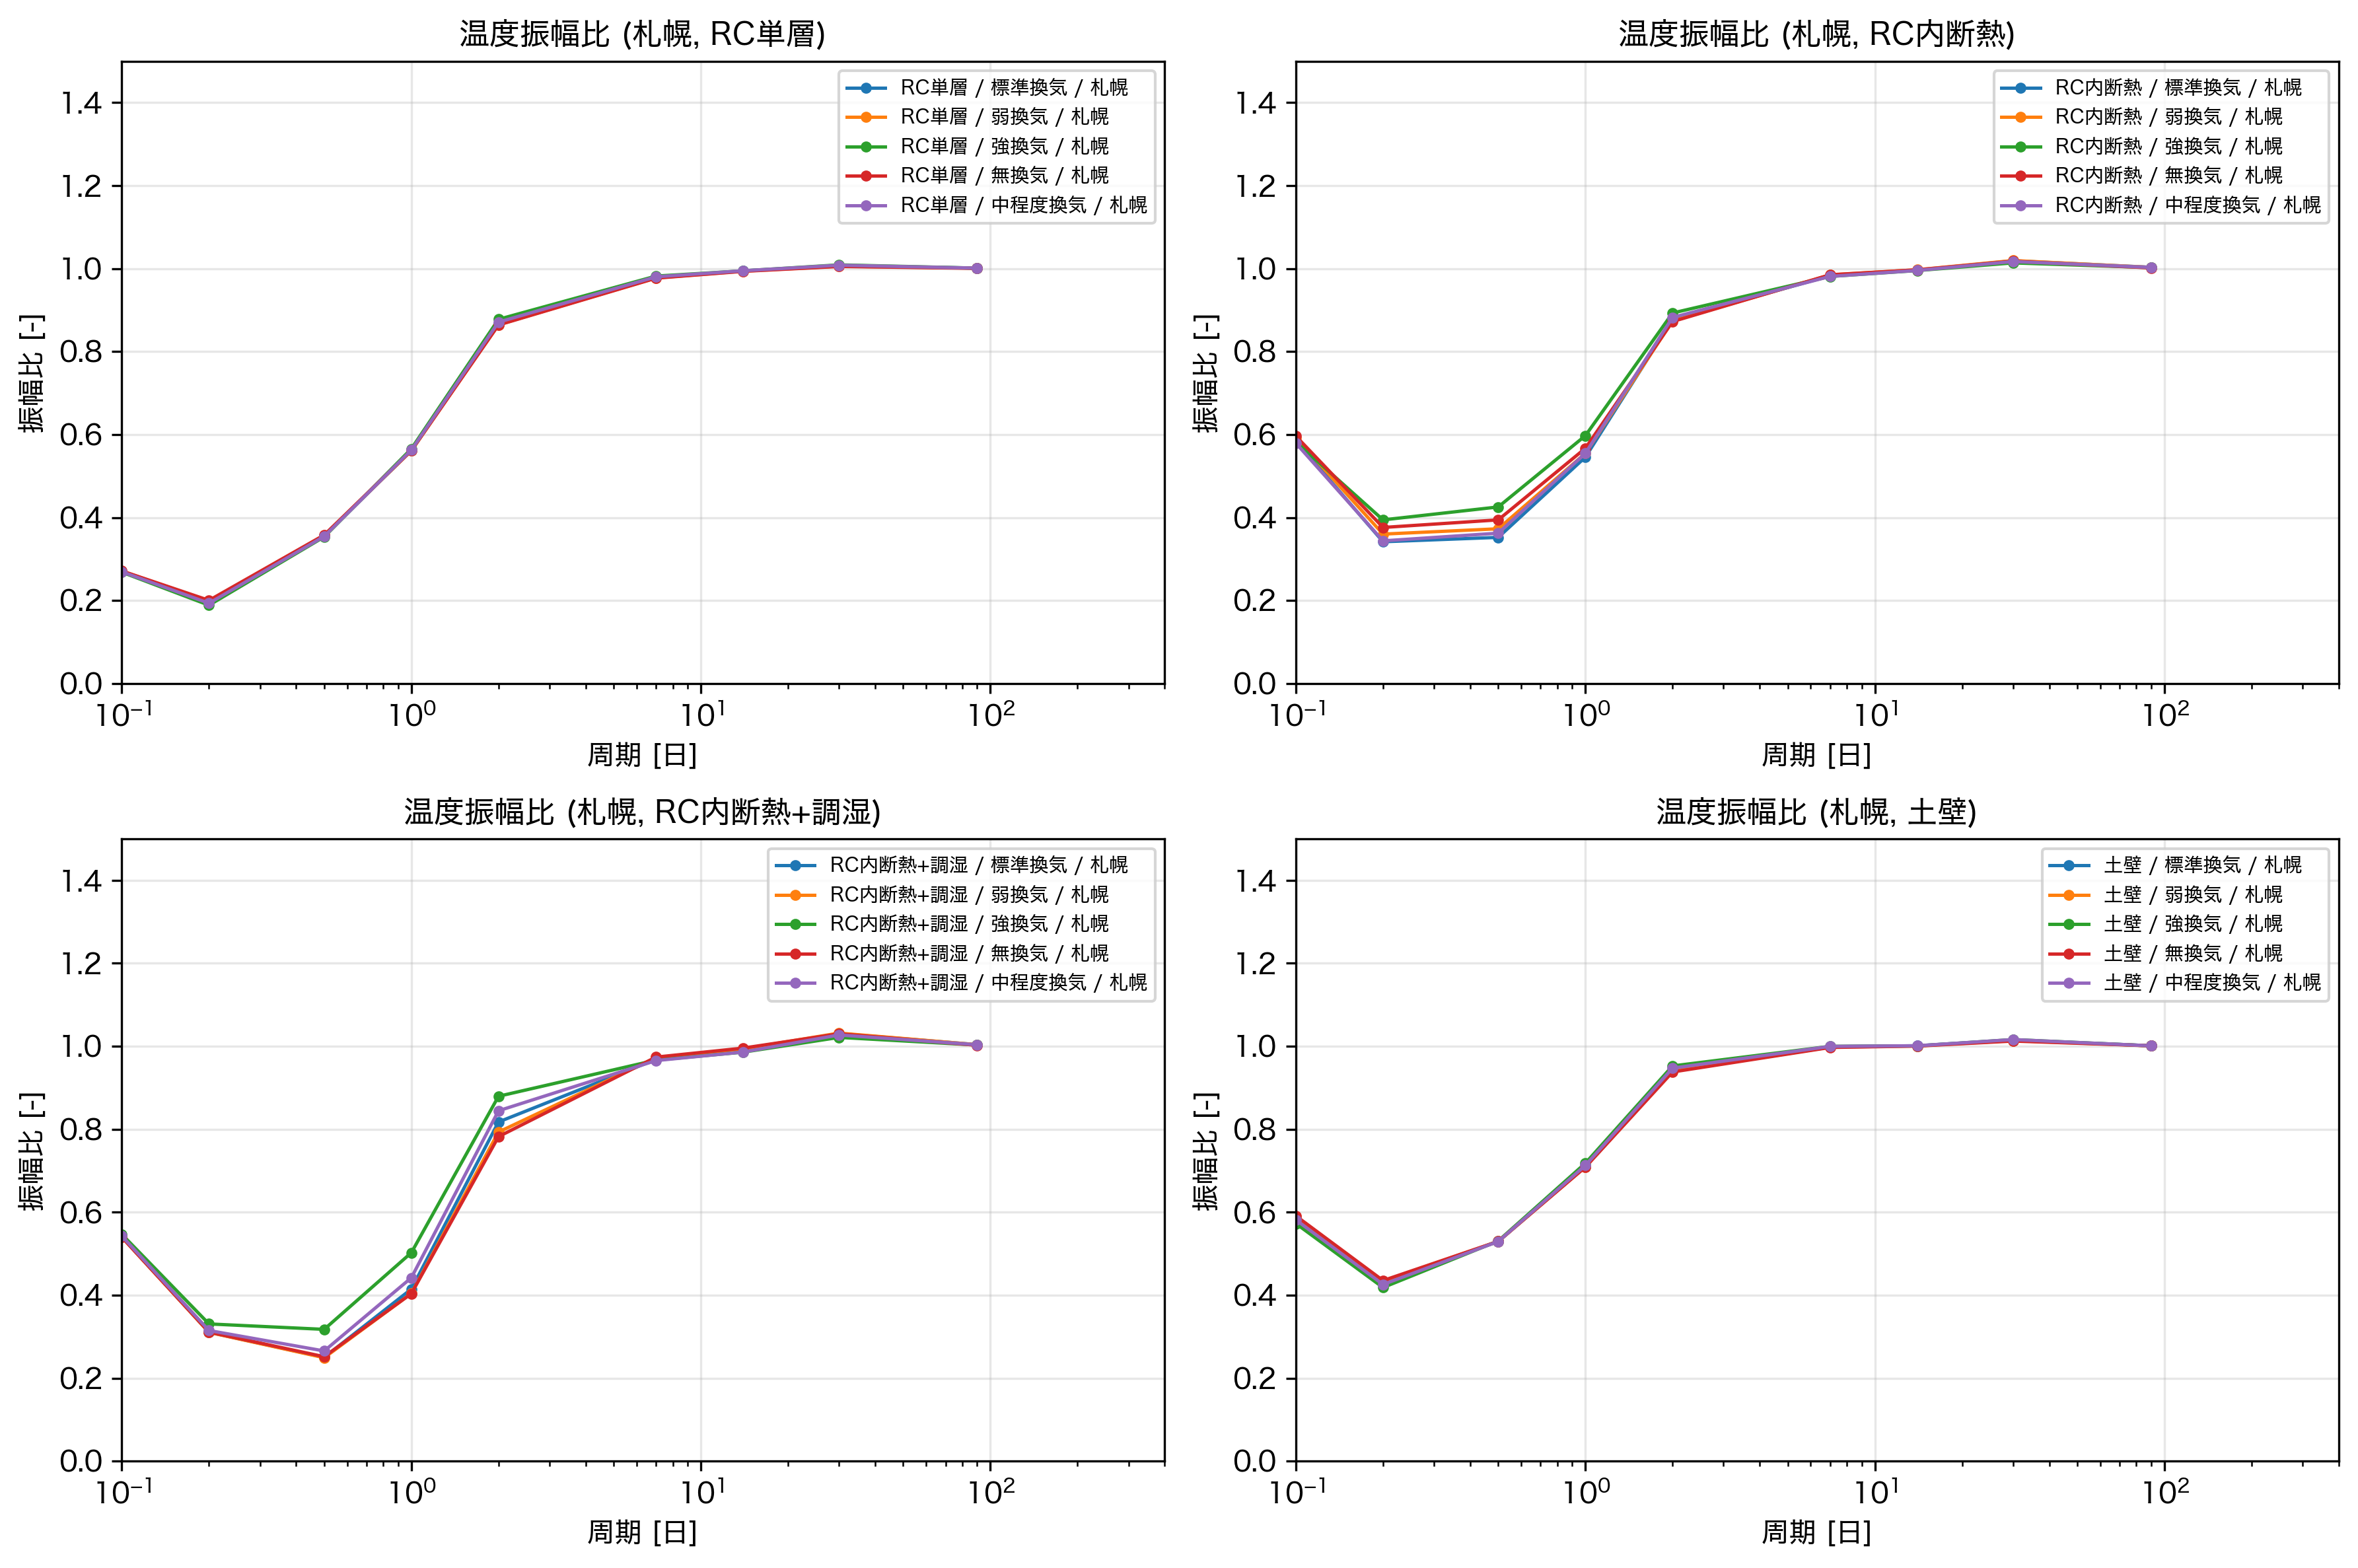 温度振幅比 (札幌, RC単層)
振幅比 [-]
1.4
1.2
1.0
0.8
0.6
0.4
0.2
0.0
RC単層 / 標準換気 / 札幌
RC単層 / 弱換気 / 札幌
RC単層 / 強換気 / 札幌
RC単層 / 無換気 / 札幌
RC単層 / 中程度換気 / 札幌
10⁻¹ 10⁰ 10¹ 10²
周期 [日]
温度振幅比 (札幌, RC内断熱)
振幅比 [-]
1.4
1.2
1.0
0.8
0.6
0.4
0.2
0.0
RC内断熱 / 標準換気 / 札幌
RC内断熱 / 弱換気 / 札幌
RC内断熱 / 強換気 / 札幌
RC内断熱 / 無換気 / 札幌
RC内断熱 / 中程度換気 / 札幌
10⁻¹ 10⁰ 10¹ 10²
周期 [日]
温度振幅比 (札幌, RC内断熱+調湿)
振幅比 [-]
1.4
1.2
1.0
0.8
0.6
0.4
0.2
0.0
RC内断熱+調湿 / 標準換気 / 札幌
RC内断熱+調湿 / 弱換気 / 札幌
RC内断熱+調湿 / 強換気 / 札幌
RC内断熱+調湿 / 無換気 / 札幌
RC内断熱+調湿 / 中程度換気 / 札幌
10⁻¹ 10⁰ 10¹ 10²
周期 [日]
温度振幅比 (札幌, 土壁)
振幅比 [-]
1.4
1.2
1.0
0.8
0.6
0.4
0.2
0.0
土壁 / 標準換気 / 札幌
土壁 / 弱換気 / 札幌
土壁 / 強換気 / 札幌
土壁 / 無換気 / 札幌
土壁 / 中程度換気 / 札幌
10⁻¹ 10⁰ 10¹ 10²
周期 [日]